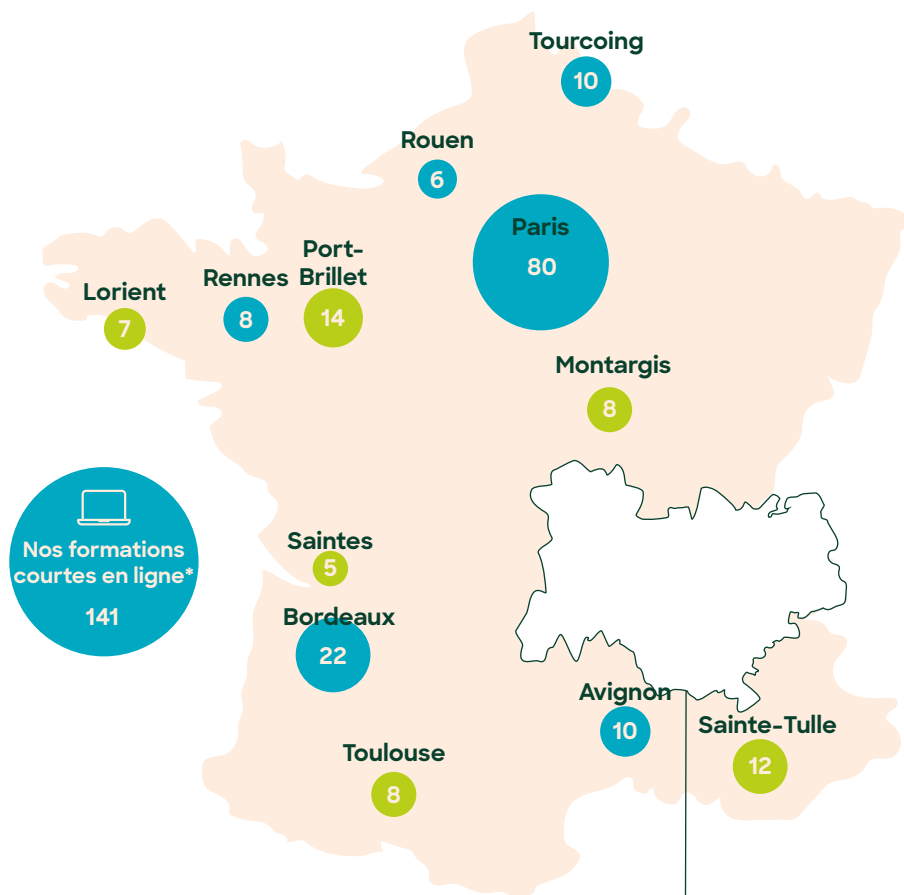 Tourcoing
10
Rouen
6
Paris
80
Port-
Brillet
14
Rennes
8
Lorient
7
Montargis
8
Nos formations
courtes en ligne*
141
Saintes
5
Bordeaux
22
Avignon
10
Sainte-Tulle
12
Toulouse
8